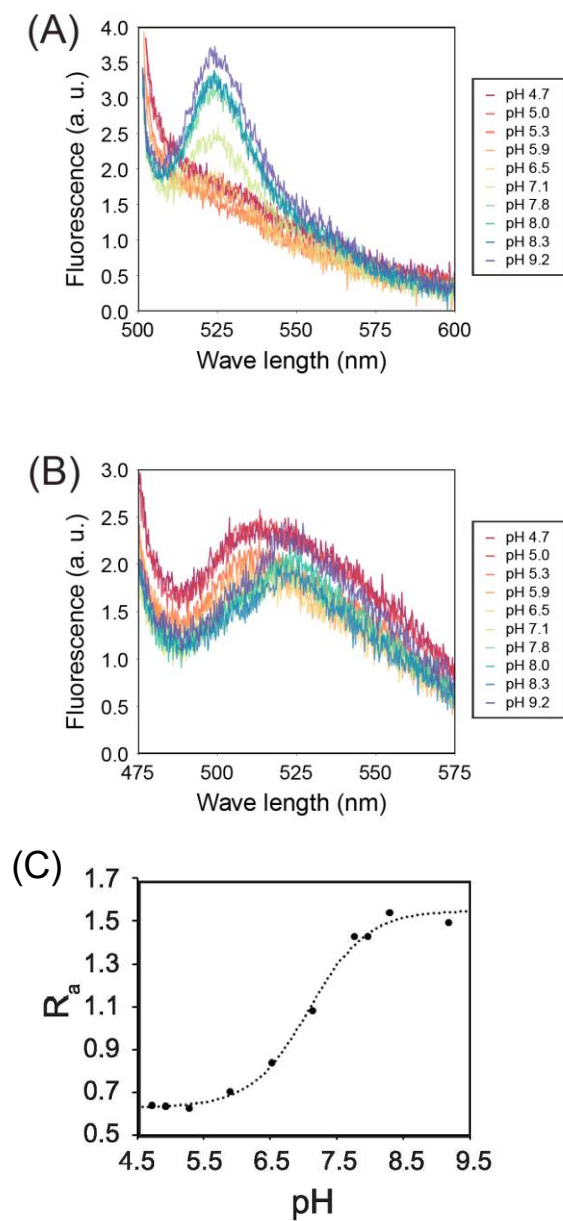 (A)
4.0
3.5
3.0
2.5
2.0
1.5
1.0
0.5
0.0
Fluorescence (a. u.)
500 525 550 575 600
Wave length (nm)
pH 4.7
pH 5.0
pH 5.3
pH 5.9
pH 6.5
pH 7.1
pH 7.8
pH 8.0
pH 8.3
pH 9.2
(B)
3.0
2.5
2.0
1.5
1.0
0.5
0.0
Fluorescence (a. u.)
475 500 525 550 575
Wave length (nm)
pH 4.7
pH 5.0
pH 5.3
pH 5.9
pH 6.5
pH 7.1
pH 7.8
pH 8.0
pH 8.3
pH 9.2
(C)
1.7
1.5
1.3
1.1
0.9
0.7
0.5
Ra
4.5 5.5 6.5 7.5 8.5 9.5
pH